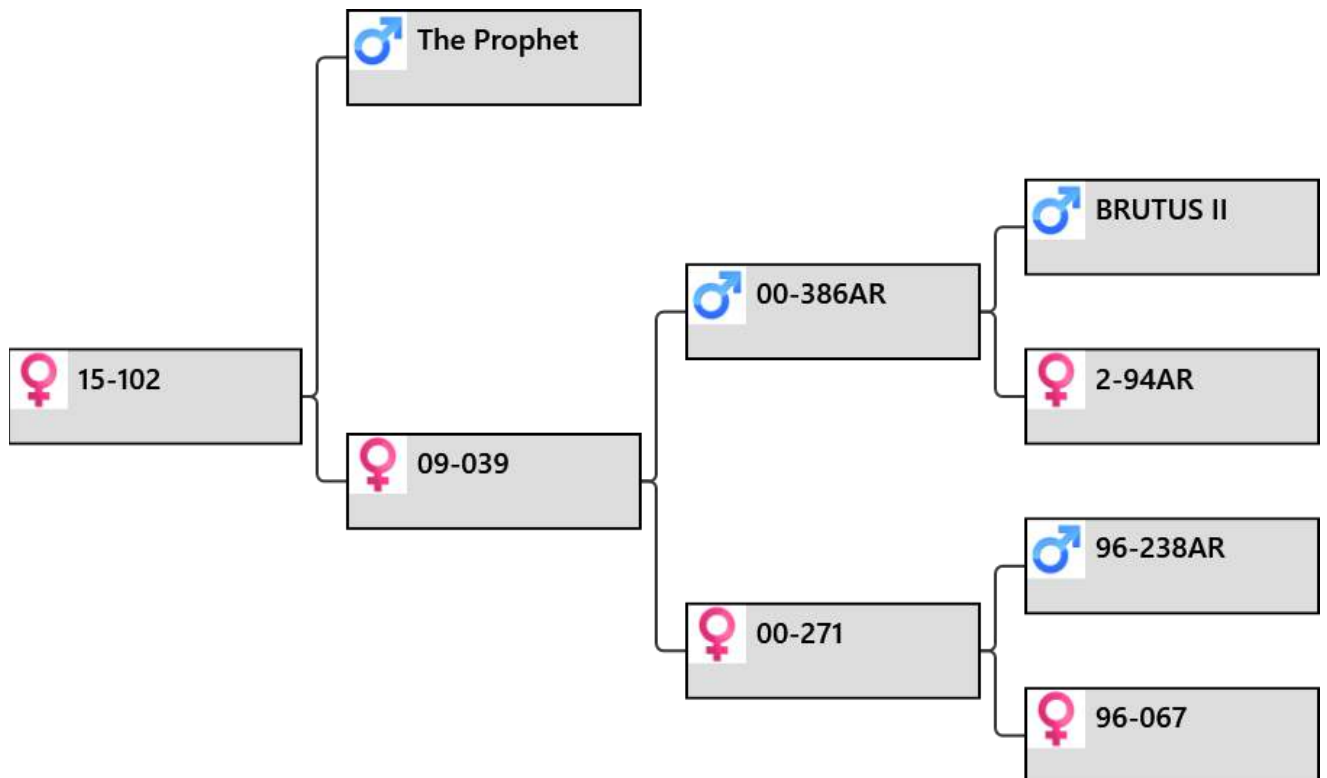 The Prophet
BRUTUS II
00-386AR
15-102
2-94AR
09-039
96-238AR
00-271
96-067